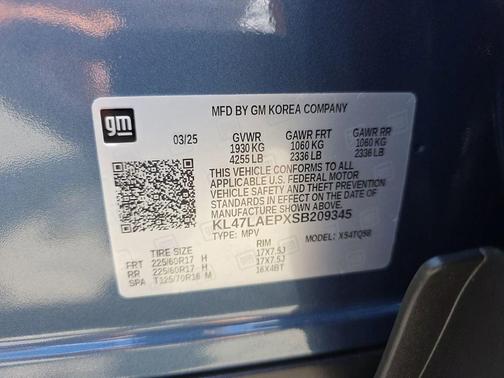 gm
MFD BY GM KOREA COMPANY
03/25 GVWR GAWR FRT GAWR RR
1930 KG 1060 KG 1060 KG
4255 LB 2336 LB 2336 LB
THIS VEHICLE CONFORMS TO ALL
APPLICABLE U.S. FEDERAL MOTOR
VEHICLE SAFETY AND THEFT PREVENTION
STANDARDS IN EFFECT ON THE DATE OF
MANUFACTURE SHOWN ABOVE.
KL47LAEPXSB209345
TYPE: MPV MODEL: XS4TQ58
TIRE SIZE RIM
FRT 225/60R17 H 17X7.5J
RR 225/60R17 H 17X7.5J
SPA T125/70R16 M 16X4BT